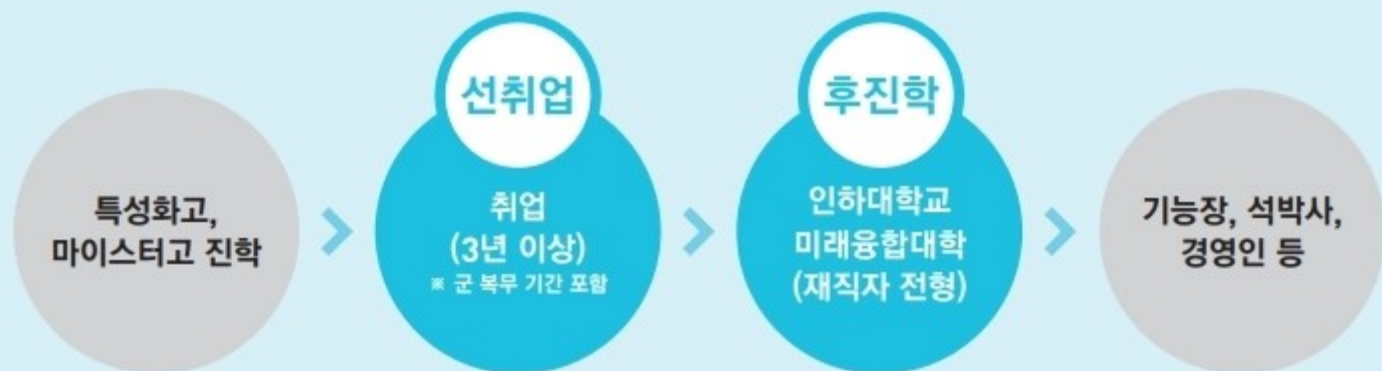 특성화고,
마이스터고 진학
선취업
취업
(3년 이상)
※ 군 복무 기간 포함
후진학
인하대학교
미래융합대학
(재직자 전형)
기능장, 석박사,
경영인 등